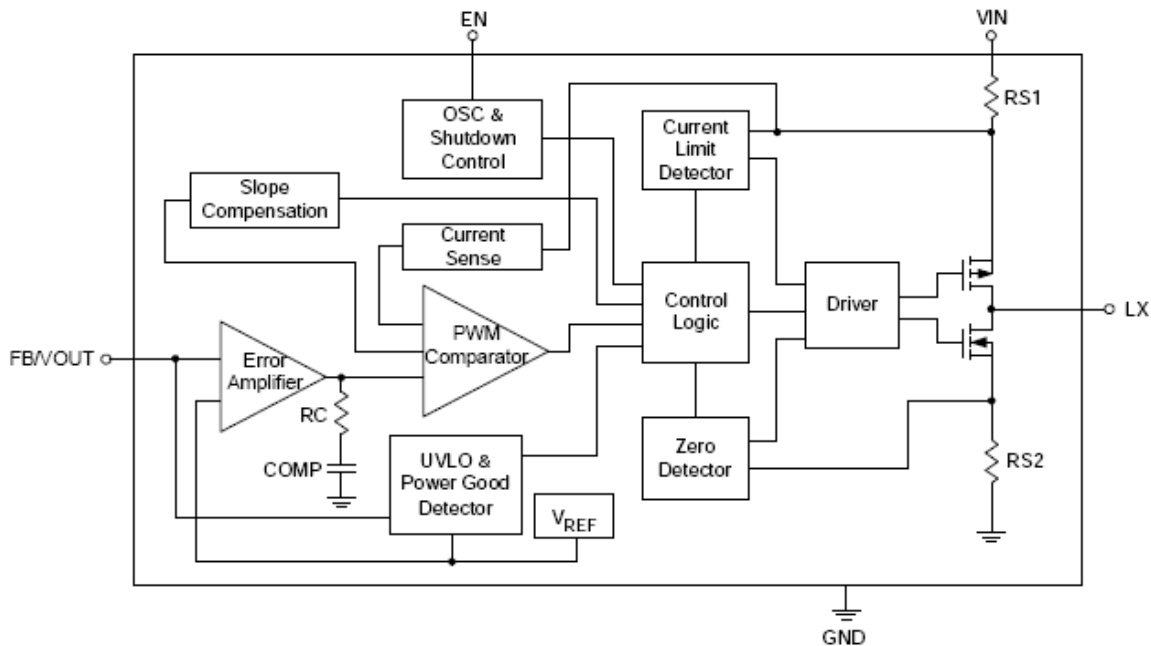 EN
VIN
RS1
OSC &
Shutdown
Control
Current
Limit
Detector
Slope
Compensation
Current
Sense
Control
Logic
Driver
LX
PWM
Comparator
FB/VOUT
Error
Amplifier
RC
COMP
UVLO &
Power Good
Detector
VREF
Zero
Detector
RS2
GND